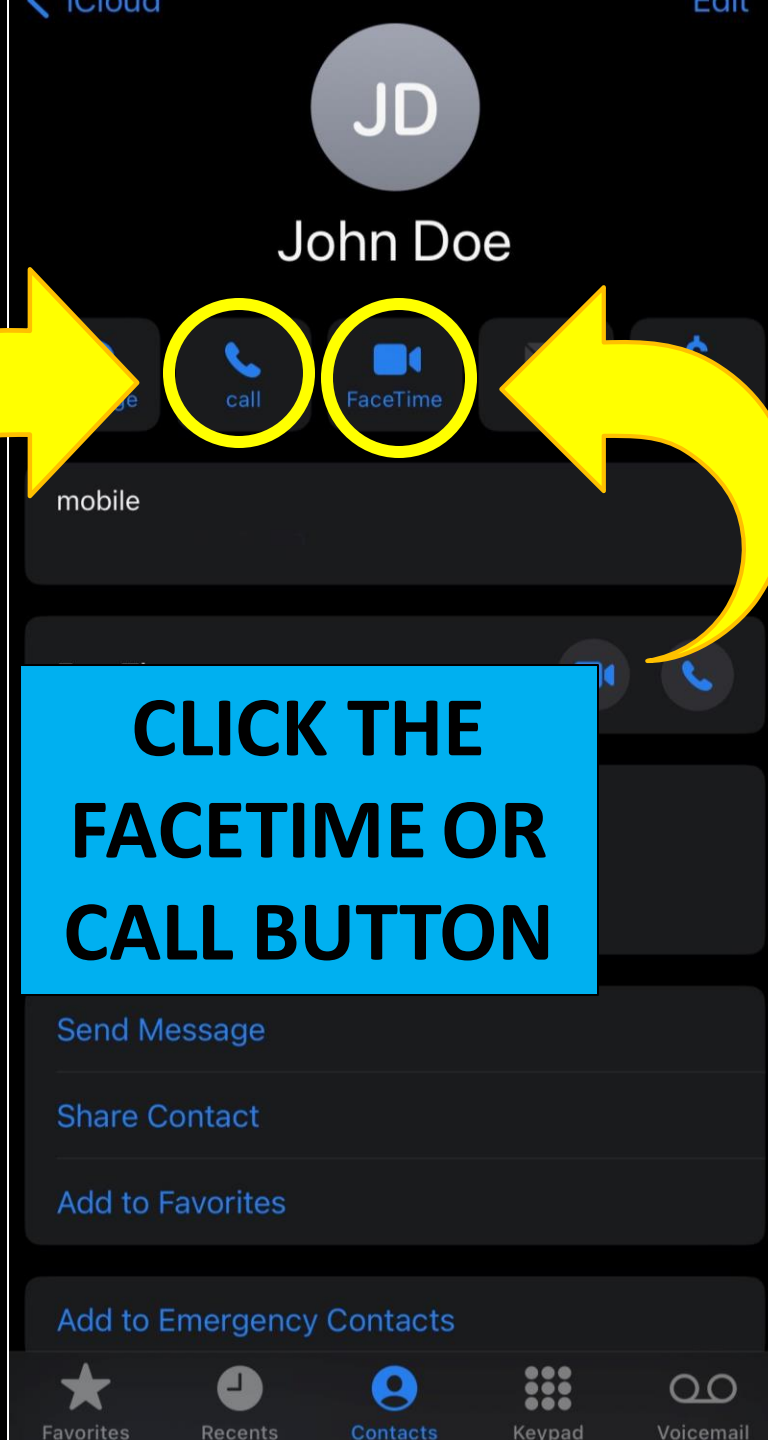 iCloud Edit
JD
John Doe
call FaceTime
mobile
CLICK THE
FACETIME OR
CALL BUTTON
Send Message
Share Contact
Add to Favorites
Add to Emergency Contacts
Favorites Recents Contacts Keypad Voicemail